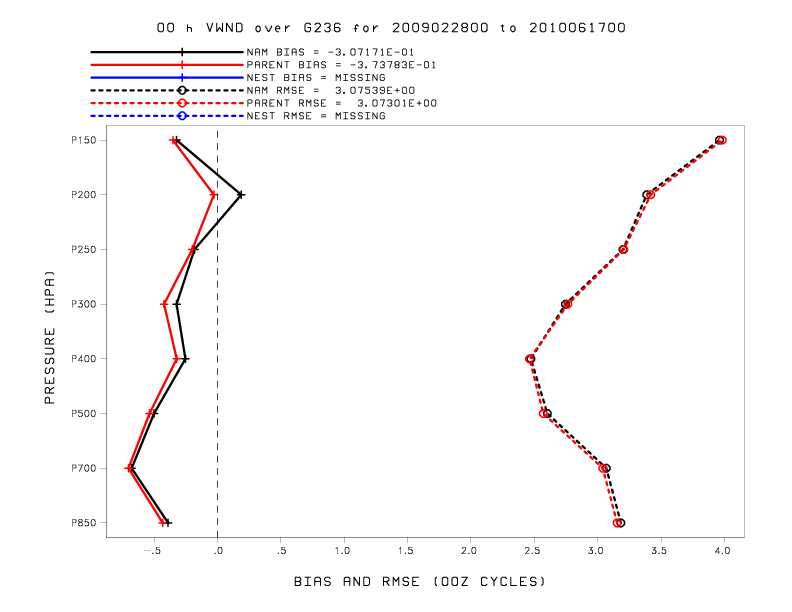 00 h VWND over G236 for 2009022800 to 2010061700
NAM BIAS = -3.07171E-01
PARENT BIAS = -3.73783E-01
NEST BIAS = MISSING
NAM RMSE =  3.07539E+00
PARENT RMSE =  3.07301E+00
NEST RMSE = MISSING
P150
P200
P250
P300
P400
P500
P700
P850
PRESSURE (HPA)
-.5 .0 .5 1.0 1.5 2.0 2.5 3.0 3.5 4.0
BIAS AND RMSE (00Z CYCLES)